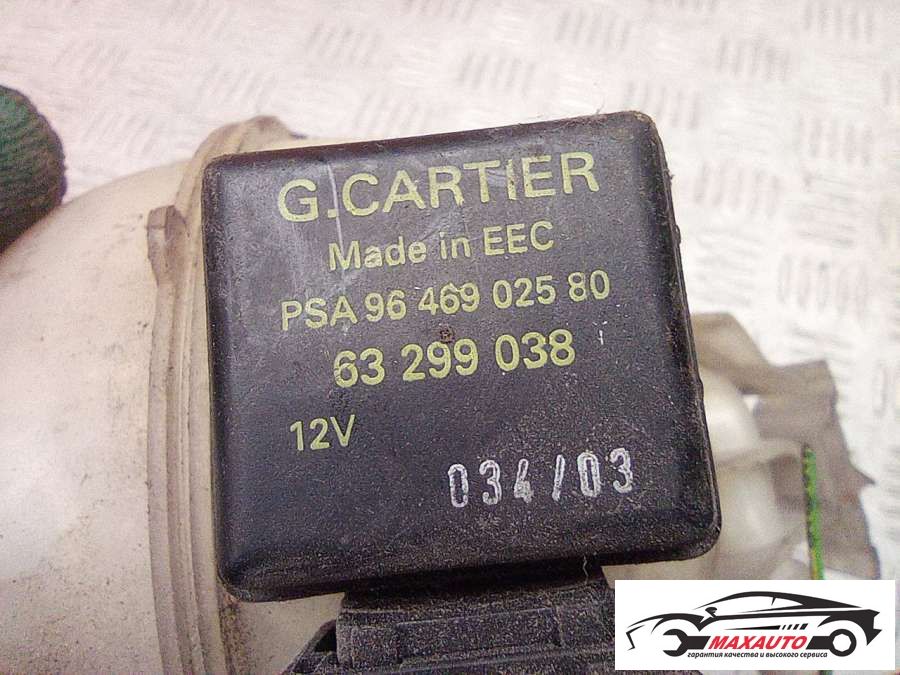 G.CARTIER
Made in EEC
PSA 96 469 025 80
63 299 038
12V
034/03
MAXAUTO
гарантия качества и высокого сервиса